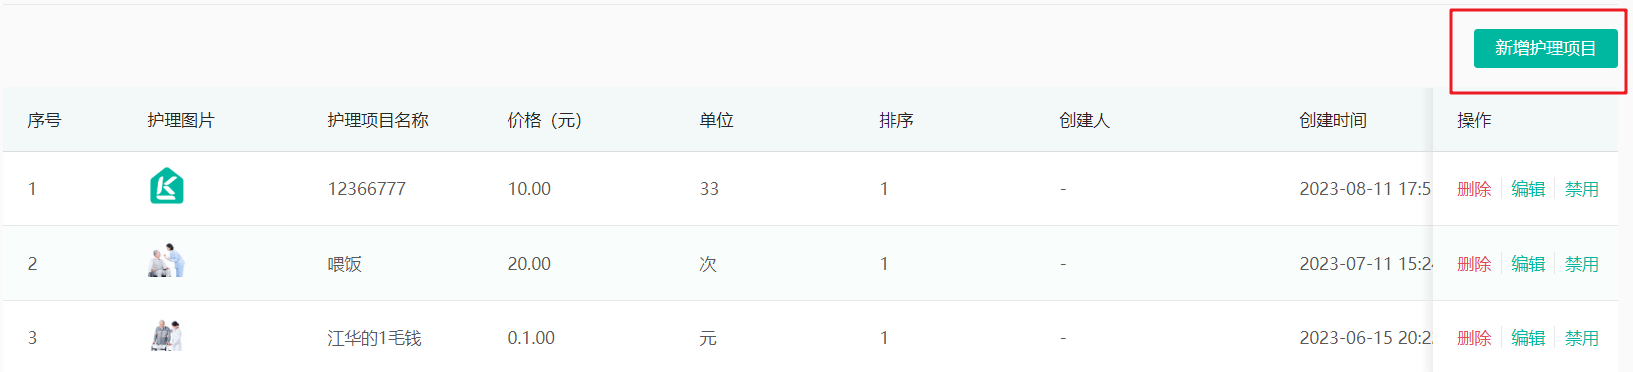 新增护理项目
序号 护理图片 护理项目名称 价格（元） 单位 排序 创建人 创建时间 操作
1 12366777 10.00 33 1 - 2023-08-11 17:5 删除 编辑 禁用
2 喂饭 20.00 次 1 - 2023-07-11 15:24 删除 编辑 禁用
3 江华的1毛钱 0.1.00 元 1 - 2023-06-15 20:2 删除 编辑 禁用